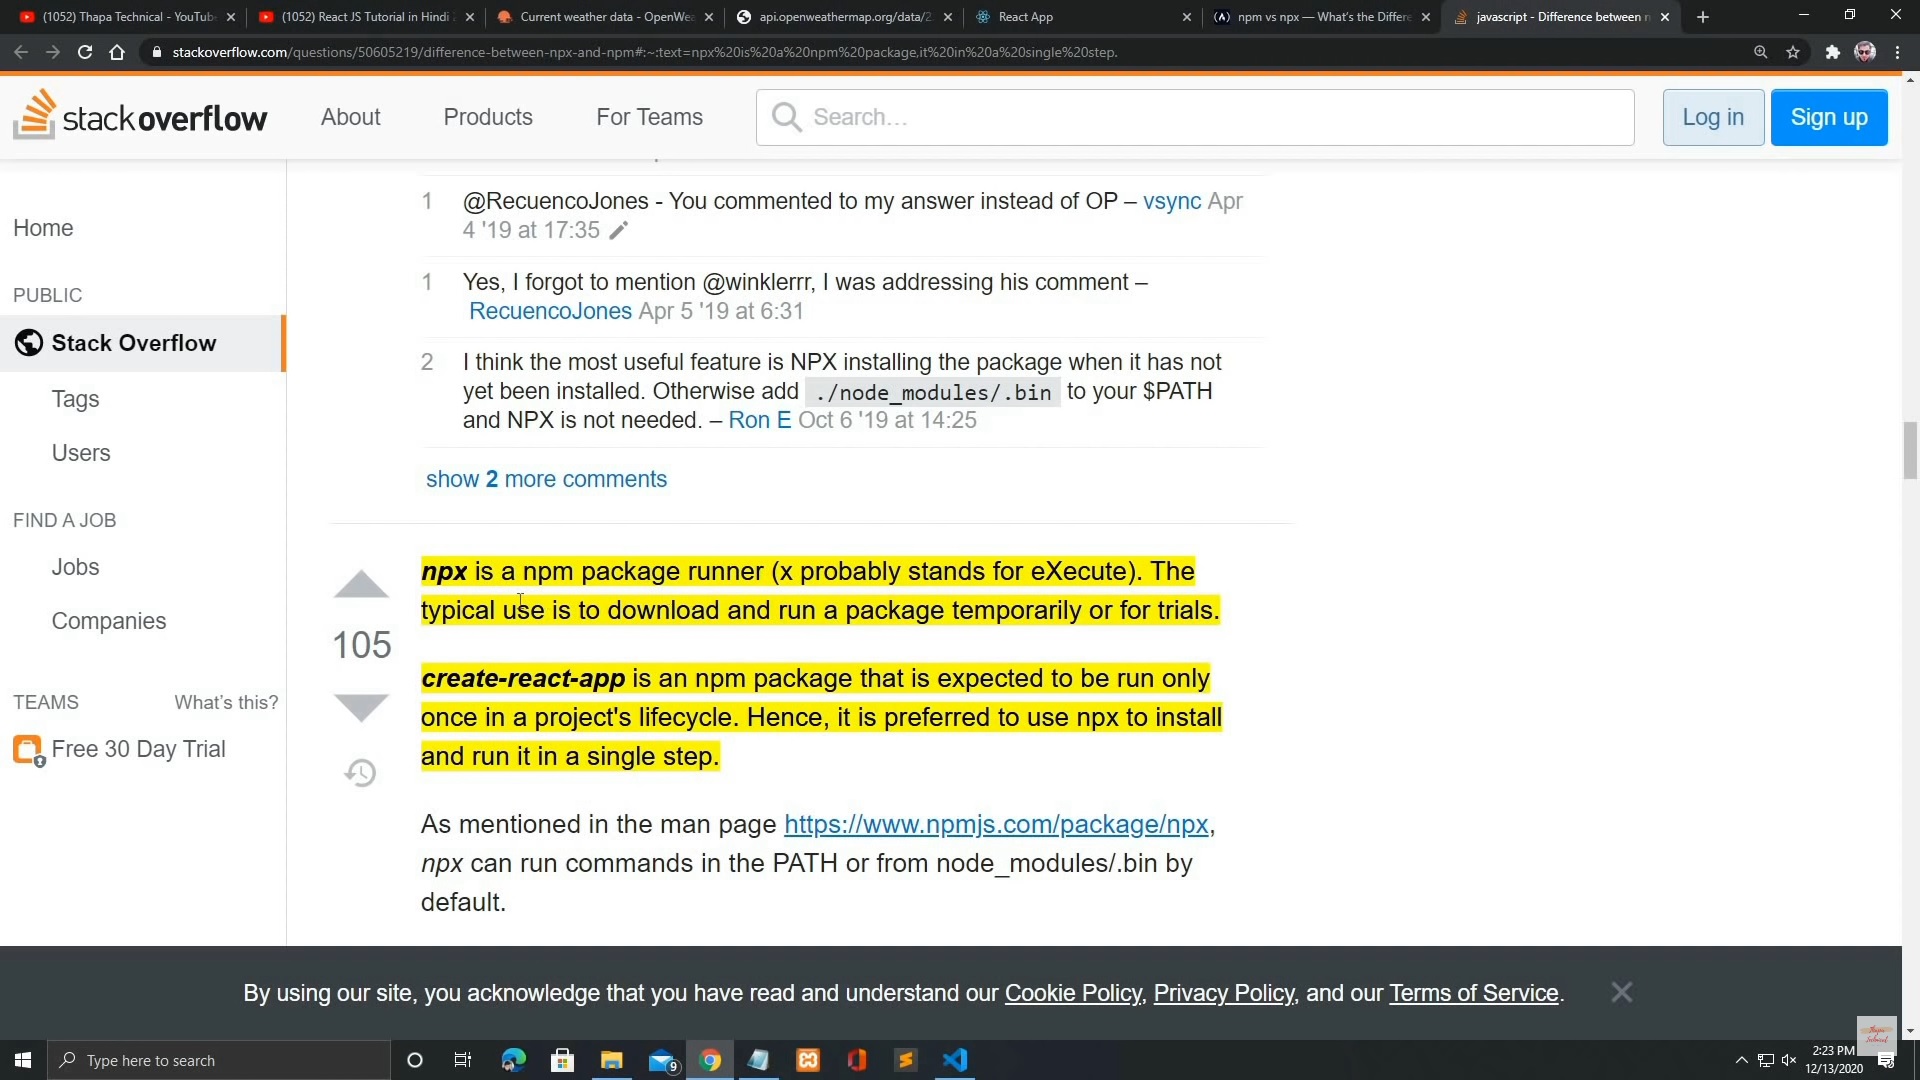 (1052) Thapa Technical - YouTube
(1052) React JS Tutorial in Hindi
Current weather data - OpenWea
api.openweathermap.org/data/2
React App
npm vs npx — What's the Differe
javascript - Difference between n
stackoverflow.com/questions/50605219/difference-between-npx-and-npm#:~:text=npx%20is%20a%20npm%20package,it%20in%20a%20single%20step.
stackoverflow
About
Products
For Teams
Search…
Log in
Sign up
Home
PUBLIC
Stack Overflow
Tags
Users
FIND A JOB
Jobs
Companies
TEAMS What's this?
Free 30 Day Trial
1 @RecuencoJones - You commented to my answer instead of OP – vsync Apr
4 '19 at 17:35
1 Yes, I forgot to mention @winklerrr, I was addressing his comment –
RecuencoJones Apr 5 '19 at 6:31
2 I think the most useful feature is NPX installing the package when it has not
yet been installed. Otherwise add ./node_modules/.bin to your $PATH
and NPX is not needed. – Ron E Oct 6 '19 at 14:25
show 2 more comments
105
npx is a npm package runner (x probably stands for eXecute). The
typical use is to download and run a package temporarily or for trials.
create-react-app is an npm package that is expected to be run only
once in a project's lifecycle. Hence, it is preferred to use npx to install
and run it in a single step.
As mentioned in the man page https://www.npmjs.com/package/npx,
npx can run commands in the PATH or from node_modules/.bin by
default.
By using our site, you acknowledge that you have read and understand our Cookie Policy, Privacy Policy, and our Terms of Service.
Type here to search
9
2:23 PM
12/13/2020
Thapa
Technical